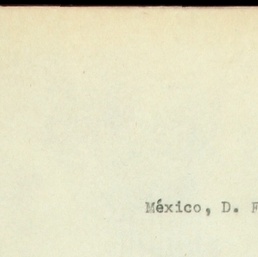 México, D. F